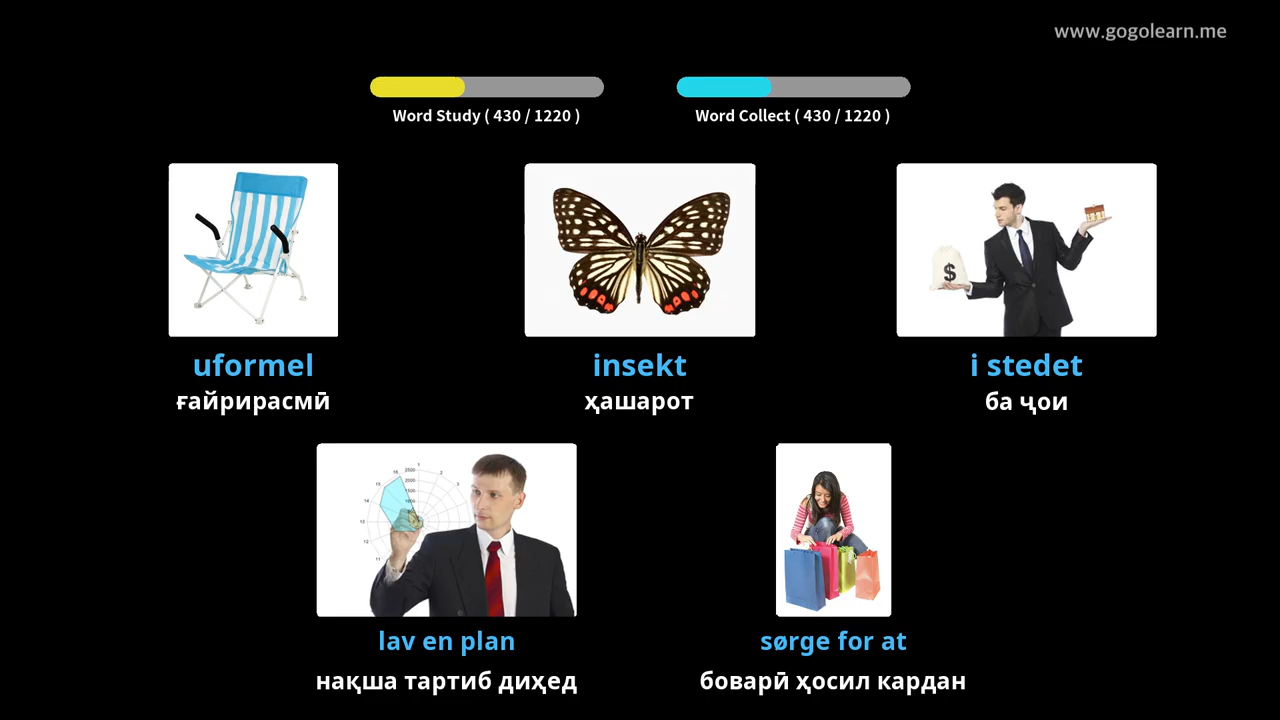 www.gogolearn.me
Word Study ( 430 / 1220 )
Word Collect ( 430 / 1220 )
$
uformel
ғайрирасмӣ
insekt
ҳашарот
i stedet
ба ҷои
lav en plan
нақша тартиб диҳед
sørge for at
боварӣ ҳосил кардан